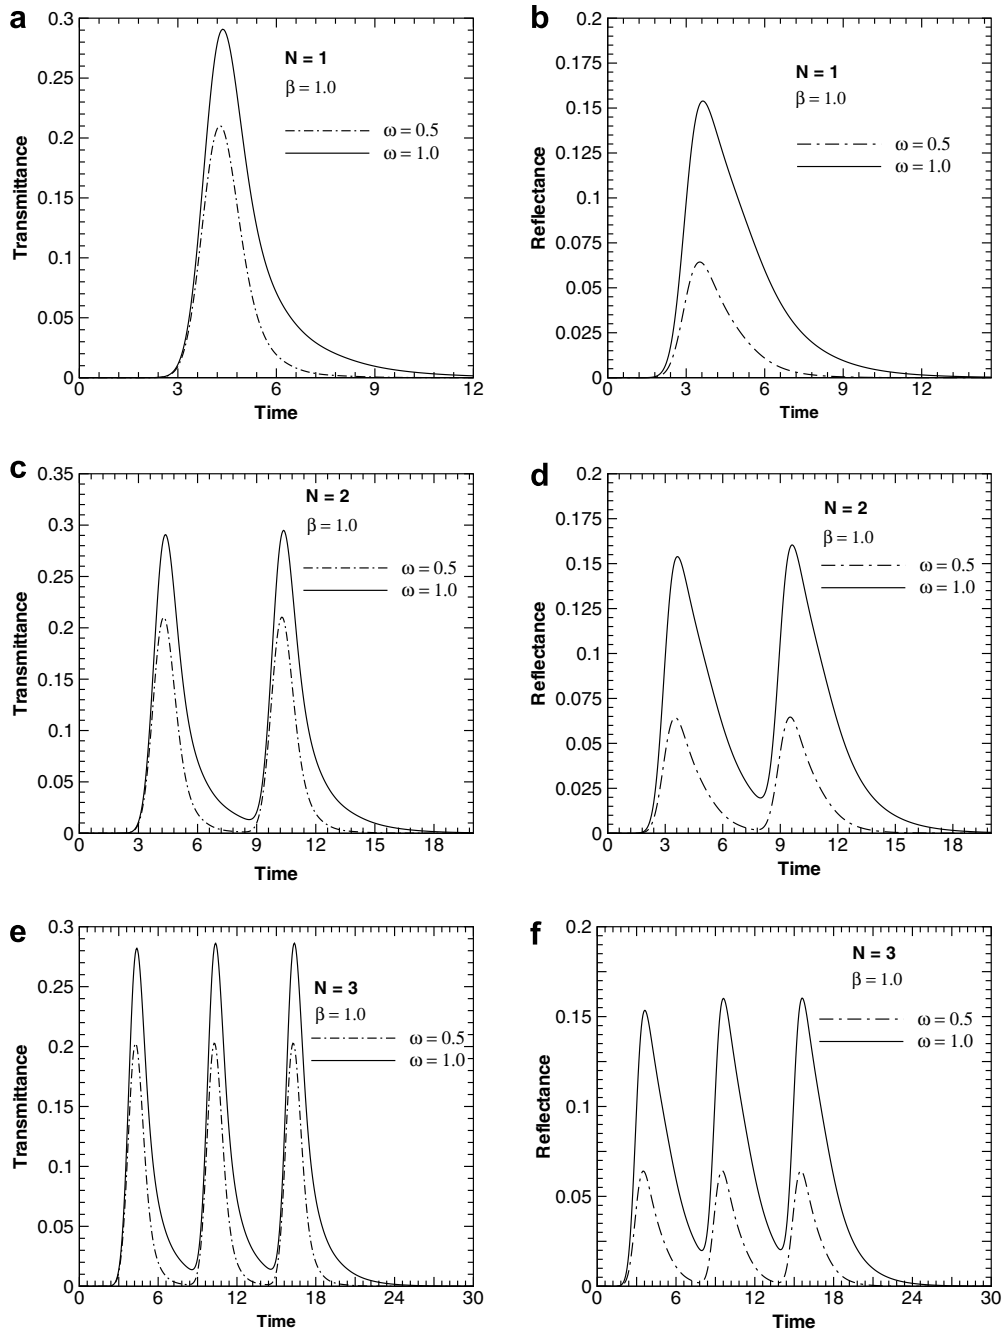 a
0.3
0.25
0.2
0.15
0.1
0.05
0
Transmittance
N = 1
β = 1.0
ω = 0.5
ω = 1.0
0 3 6 9 12
Time
b
0.2
0.175
0.15
0.125
0.1
0.075
0.05
0.025
0
Reflectance
N = 1
β = 1.0
ω = 0.5
ω = 1.0
0 3 6 9 12
Time
c
0.35
0.3
0.25
0.2
0.15
0.1
0.05
0
Transmittance
N = 2
β = 1.0
ω = 0.5
ω = 1.0
0 3 6 9 12 15 18
Time
d
0.2
0.175
0.15
0.125
0.1
0.075
0.05
0.025
0
Reflectance
N = 2
β = 1.0
ω = 0.5
ω = 1.0
0 3 6 9 12 15 18
Time
e
0.3
0.25
0.2
0.15
0.1
0.05
0
Transmittance
N = 3
β = 1.0
ω = 0.5
ω = 1.0
0 6 12 18 24 30
Time
f
0.2
0.15
0.1
0.05
0
Reflectance
N = 3
β = 1.0
ω = 0.5
ω = 1.0
0 6 12 18 24 30
Time